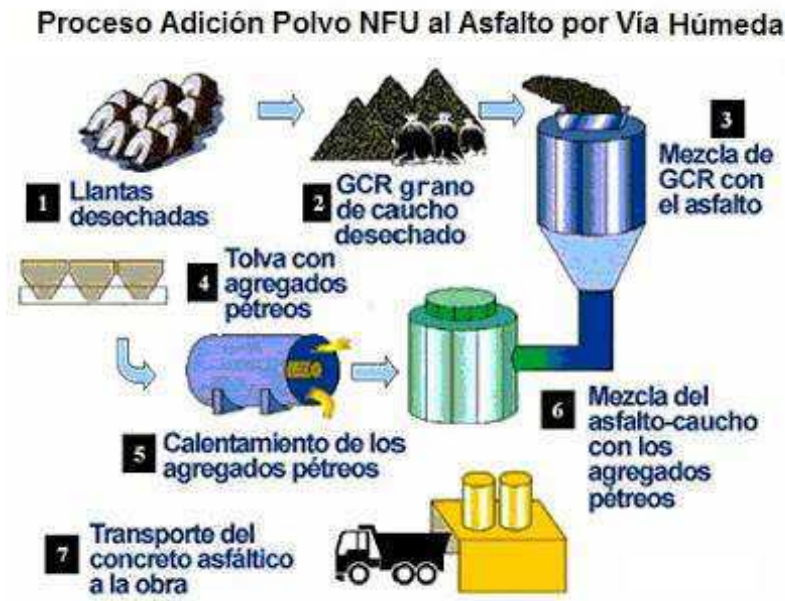 Proceso Adición Polvo NFU al Asfalto por Vía Húmeda
1 Llantas
desechadas
2 GCR grano
de caucho
desechado
3
Mezcla de
GCR con
el asfalto
4 Tolva con
agregados
pétreos
5 Calentamiento de los
agregados pétreos
6 Mezcla del
asfalto-caucho
con los
agregados
pétreos
7 Transporte del
concreto asfáltico
a la obra